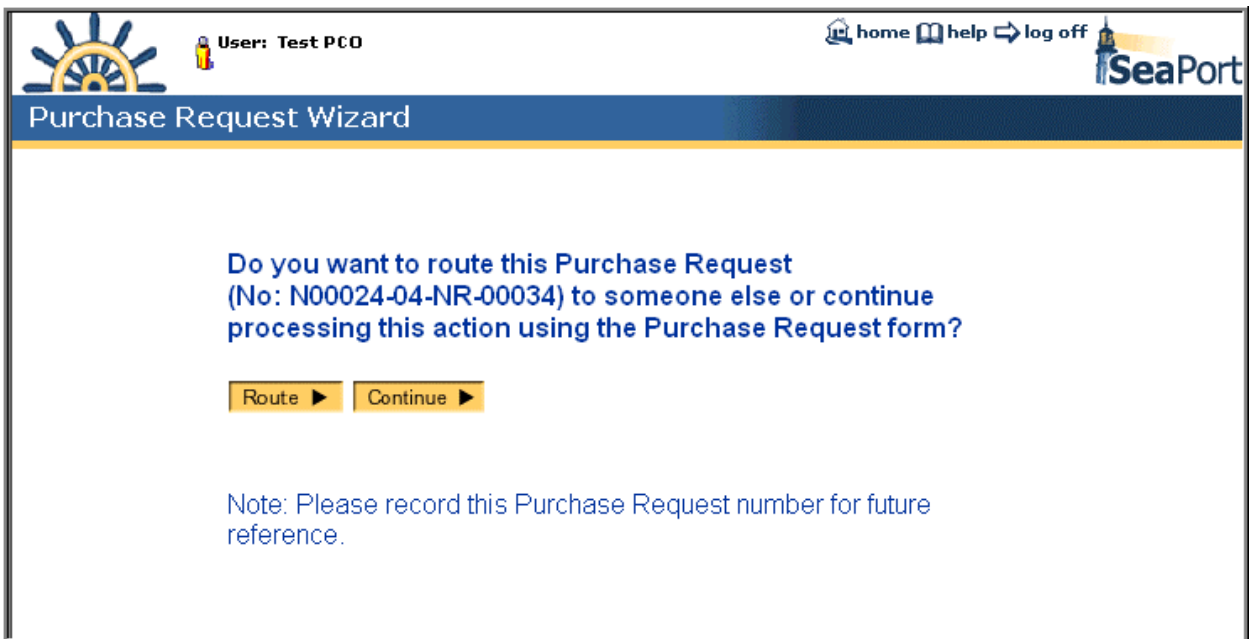 User: Test PCO
home help log off
SeaPort
Purchase Request Wizard
Do you want to route this Purchase Request
(No: N00024-04-NR-00034) to someone else or continue
processing this action using the Purchase Request form?
Route Continue
Note: Please record this Purchase Request number for future
reference.